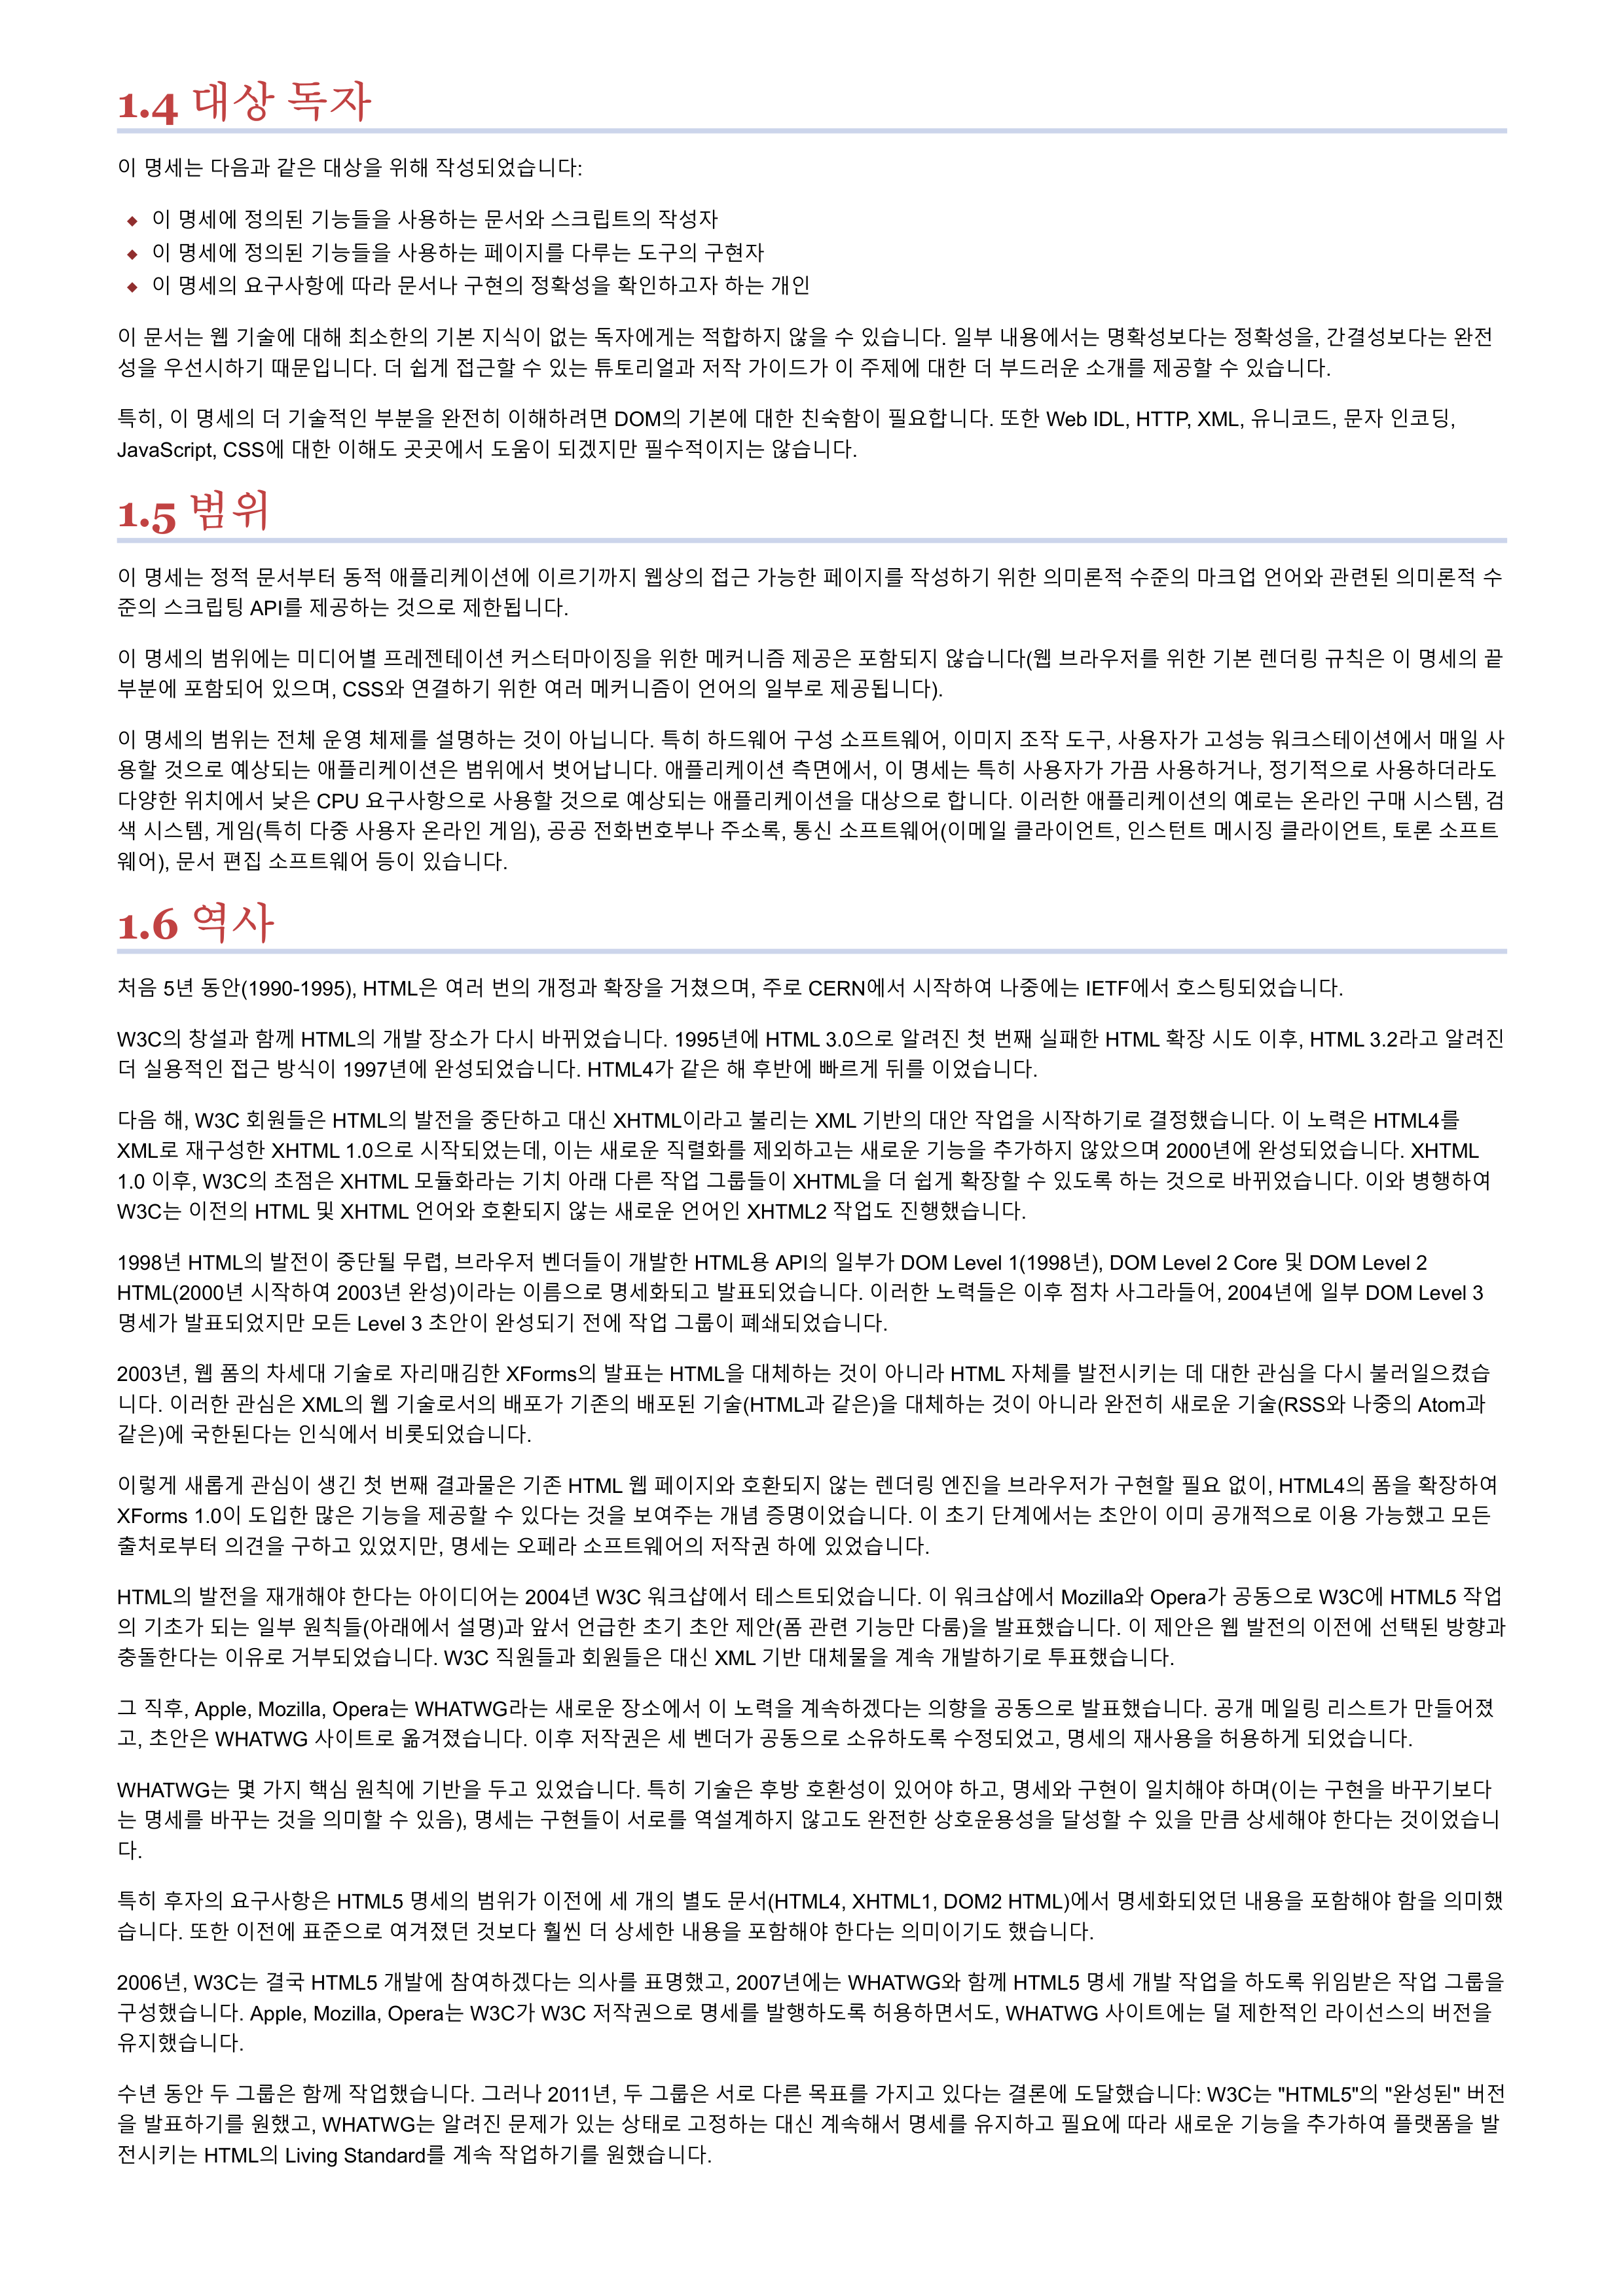 1.4 대상 독자
이 명세는 다음과 같은 대상을 위해 작성되었습니다:
◆ 이 명세에 정의된 기능들을 사용하는 문서와 스크립트의 작성자
◆ 이 명세에 정의된 기능들을 사용하는 페이지를 다루는 도구의 구현자
◆ 이 명세의 요구사항에 따라 문서나 구현의 정확성을 확인하고자 하는 개인
이 문서는 웹 기술에 대해 최소한의 기본 지식이 없는 독자에게는 적합하지 않을 수 있습니다. 일부 내용에서는 명확성보다는 정확성을, 간결성보다는 완전
성을 우선시하기 때문입니다. 더 쉽게 접근할 수 있는 튜토리얼과 저작 가이드가 이 주제에 대한 더 부드러운 소개를 제공할 수 있습니다.
특히, 이 명세의 더 기술적인 부분을 완전히 이해하려면 DOM의 기본에 대한 친숙함이 필요합니다. 또한 Web IDL, HTTP, XML, 유니코드, 문자 인코딩,
JavaScript, CSS에 대한 이해도 곳곳에서 도움이 되겠지만 필수적이지는 않습니다.
1.5 범위
이 명세는 정적 문서부터 동적 애플리케이션에 이르기까지 웹상의 접근 가능한 페이지를 작성하기 위한 의미론적 수준의 마크업 언어와 관련된 의미론적 수
준의 스크립팅 API를 제공하는 것으로 제한됩니다.
이 명세의 범위에는 미디어별 프레젠테이션 커스터마이징을 위한 메커니즘 제공은 포함되지 않습니다(웹 브라우저를 위한 기본 렌더링 규칙은 이 명세의 끝
부분에 포함되어 있으며, CSS와 연결하기 위한 여러 메커니즘이 언어의 일부로 제공됩니다).
이 명세의 범위는 전체 운영 체제를 설명하는 것이 아닙니다. 특히 하드웨어 구성 소프트웨어, 이미지 조작 도구, 사용자가 고성능 워크스테이션에서 매일 사
용할 것으로 예상되는 애플리케이션은 범위에서 벗어납니다. 애플리케이션 측면에서, 이 명세는 특히 사용자가 가끔 사용하거나, 정기적으로 사용하더라도
다양한 위치에서 낮은 CPU 요구사항으로 사용할 것으로 예상되는 애플리케이션을 대상으로 합니다. 이러한 애플리케이션의 예로는 온라인 구매 시스템, 검
색 시스템, 게임(특히 다중 사용자 온라인 게임), 공공 전화번호부나 주소록, 통신 소프트웨어(이메일 클라이언트, 인스턴트 메시징 클라이언트, 토론 소프트
웨어), 문서 편집 소프트웨어 등이 있습니다.
1.6 역사
처음 5년 동안(1990-1995), HTML은 여러 번의 개정과 확장을 거쳤으며, 주로 CERN에서 시작하여 나중에는 IETF에서 호스팅되었습니다.
W3C의 창설과 함께 HTML의 개발 장소가 다시 바뀌었습니다. 1995년에 HTML 3.0으로 알려진 첫 번째 실패한 HTML 확장 시도 이후, HTML 3.2라고 알려진
더 실용적인 접근 방식이 1997년에 완성되었습니다. HTML4가 같은 해 후반에 빠르게 뒤를 이었습니다.
다음 해, W3C 회원들은 HTML의 발전을 중단하고 대신 XHTML이라고 불리는 XML 기반의 대안 작업을 시작하기로 결정했습니다. 이 노력은 HTML4를
XML로 재구성한 XHTML 1.0으로 시작되었는데, 이는 새로운 직렬화를 제외하고는 새로운 기능을 추가하지 않았으며 2000년에 완성되었습니다. XHTML
1.0 이후, W3C의 초점은 XHTML 모듈화라는 기치 아래 다른 작업 그룹들이 XHTML을 더 쉽게 확장할 수 있도록 하는 것으로 바뀌었습니다. 이와 병행하여
W3C는 이전의 HTML 및 XHTML 언어와 호환되지 않는 새로운 언어인 XHTML2 작업도 진행했습니다.
1998년 HTML의 발전이 중단될 무렵, 브라우저 벤더들이 개발한 HTML용 API의 일부가 DOM Level 1(1998년), DOM Level 2 Core 및 DOM Level 2
HTML(2000년 시작하여 2003년 완성)이라는 이름으로 명세화되고 발표되었습니다. 이러한 노력들은 이후 점차 사그라들어, 2004년에 일부 DOM Level 3
명세가 발표되었지만 모든 Level 3 초안이 완성되기 전에 작업 그룹이 폐쇄되었습니다.
2003년, 웹 폼의 차세대 기술로 자리매김한 XForms의 발표는 HTML을 대체하는 것이 아니라 HTML 자체를 발전시키는 데 대한 관심을 다시 불러일으켰습
니다. 이러한 관심은 XML의 웹 기술로서의 배포가 기존의 배포된 기술(HTML과 같은)을 대체하는 것이 아니라 완전히 새로운 기술(RSS와 나중의 Atom과
같은)에 국한된다는 인식에서 비롯되었습니다.
이렇게 새롭게 관심이 생긴 첫 번째 결과물은 기존 HTML 웹 페이지와 호환되지 않는 렌더링 엔진을 브라우저가 구현할 필요 없이, HTML4의 폼을 확장하여
XForms 1.0이 도입한 많은 기능을 제공할 수 있다는 것을 보여주는 개념 증명이었습니다. 이 초기 단계에서는 초안이 이미 공개적으로 이용 가능했고 모든
출처로부터 의견을 구하고 있었지만, 명세는 오페라 소프트웨어의 저작권 하에 있었습니다.
HTML의 발전을 재개해야 한다는 아이디어는 2004년 W3C 워크샵에서 테스트되었습니다. 이 워크샵에서 Mozilla와 Opera가 공동으로 W3C에 HTML5 작업
의 기초가 되는 일부 원칙들(아래에서 설명)과 앞서 언급한 초기 초안 제안(폼 관련 기능만 다룸)을 발표했습니다. 이 제안은 웹 발전의 이전에 선택된 방향과
충돌한다는 이유로 거부되었습니다. W3C 직원들과 회원들은 대신 XML 기반 대체물을 계속 개발하기로 투표했습니다.
그 직후, Apple, Mozilla, Opera는 WHATWG라는 새로운 장소에서 이 노력을 계속하겠다는 의향을 공동으로 발표했습니다. 공개 메일링 리스트가 만들어졌
고, 초안은 WHATWG 사이트로 옮겨졌습니다. 이후 저작권은 세 벤더가 공동으로 소유하도록 수정되었고, 명세의 재사용을 허용하게 되었습니다.
WHATWG는 몇 가지 핵심 원칙에 기반을 두고 있었습니다. 특히 기술은 후방 호환성이 있어야 하고, 명세와 구현이 일치해야 하며(이는 구현을 바꾸기보다
는 명세를 바꾸는 것을 의미할 수 있음), 명세는 구현들이 서로를 역설계하지 않고도 완전한 상호운용성을 달성할 수 있을 만큼 상세해야 한다는 것이었습니
다.
특히 후자의 요구사항은 HTML5 명세의 범위가 이전에 세 개의 별도 문서(HTML4, XHTML1, DOM2 HTML)에서 명세화되었던 내용을 포함해야 함을 의미했
습니다. 또한 이전에 표준으로 여겨졌던 것보다 훨씬 더 상세한 내용을 포함해야 한다는 의미이기도 했습니다.
2006년, W3C는 결국 HTML5 개발에 참여하겠다는 의사를 표명했고, 2007년에는 WHATWG와 함께 HTML5 명세 개발 작업을 하도록 위임받은 작업 그룹을
구성했습니다. Apple, Mozilla, Opera는 W3C가 W3C 저작권으로 명세를 발행하도록 허용하면서도, WHATWG 사이트에는 덜 제한적인 라이선스의 버전을
유지했습니다.
수년 동안 두 그룹은 함께 작업했습니다. 그러나 2011년, 두 그룹은 서로 다른 목표를 가지고 있다는 결론에 도달했습니다: W3C는 "HTML5"의 "완성된" 버전
을 발표하기를 원했고, WHATWG는 알려진 문제가 있는 상태로 고정하는 대신 계속해서 명세를 유지하고 필요에 따라 새로운 기능을 추가하여 플랫폼을 발
전시키는 HTML의 Living Standard를 계속 작업하기를 원했습니다.